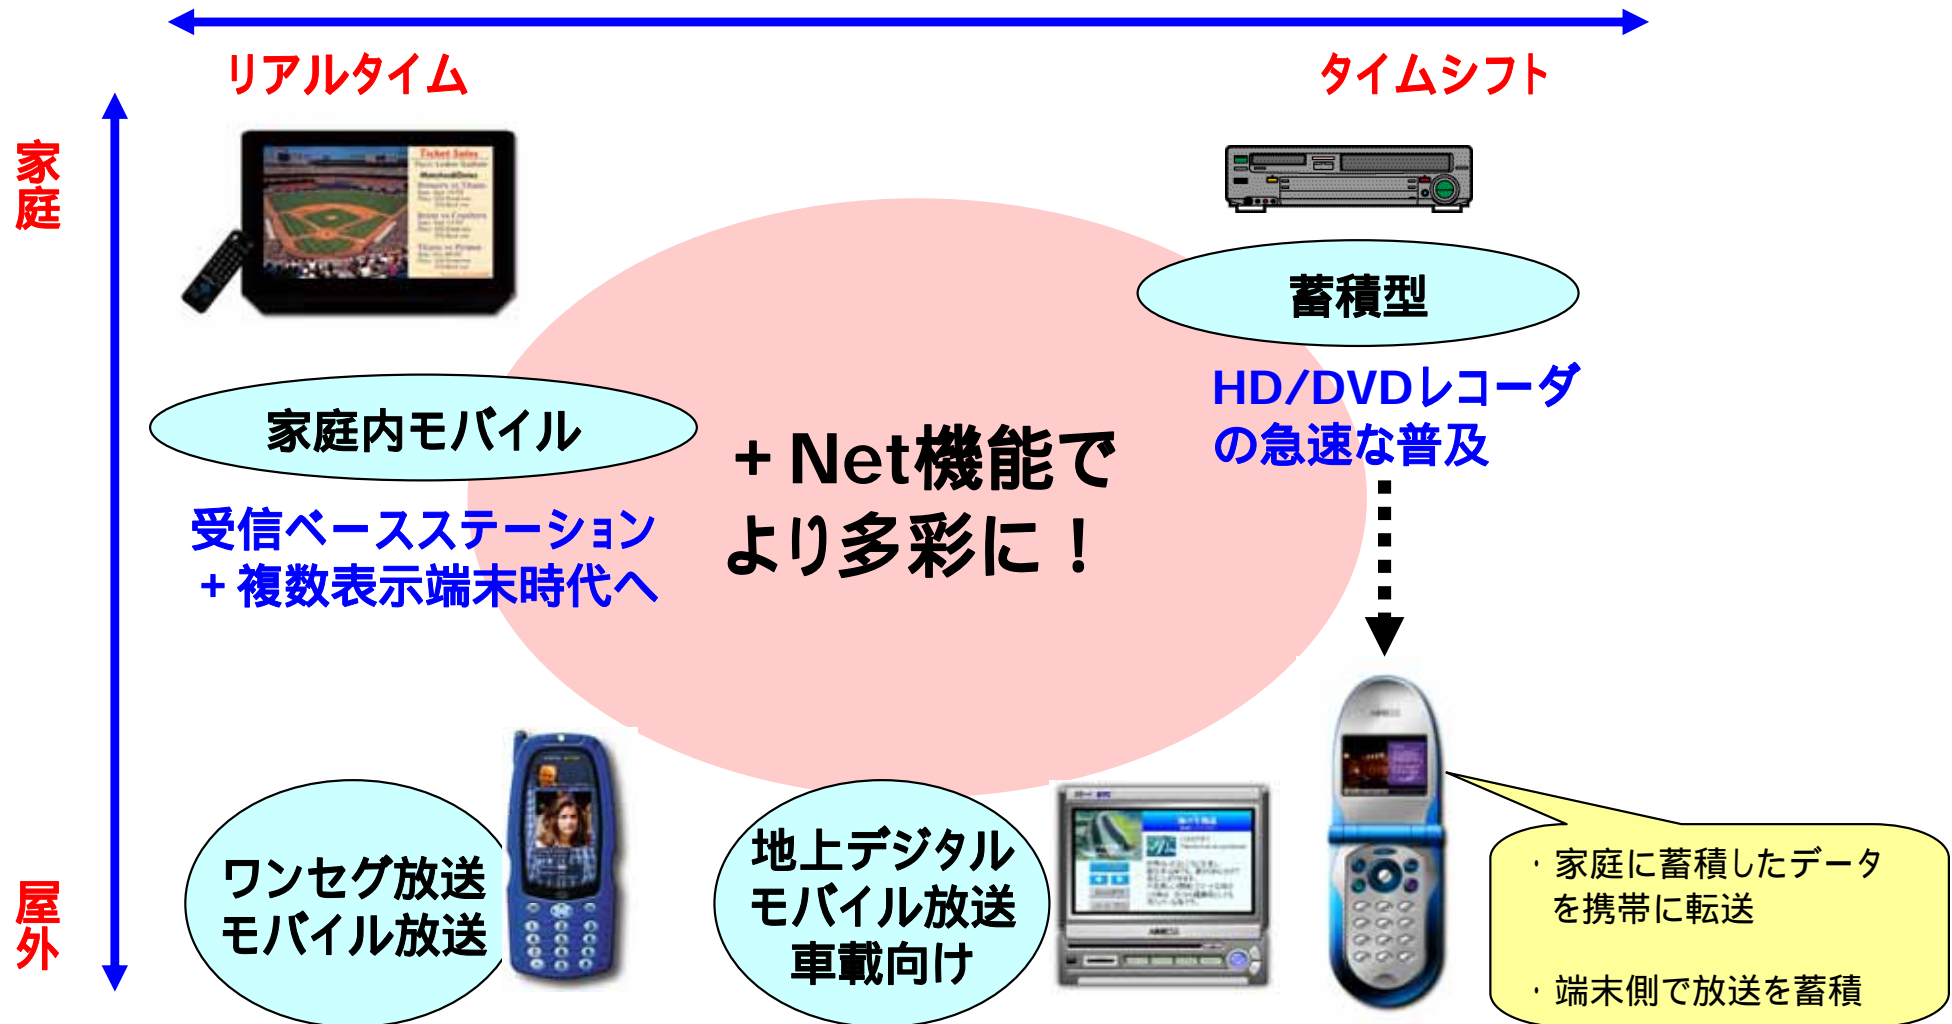 リアルタイム
タイムシフト
家庭
Ticket Sales
蓄積型
HD/DVDレコーダ
の急速な普及
家庭内モバイル
受信ベースステーション
+複数表示端末時代へ
+Net機能で
より多彩に！
屋外
ワンセグ放送
モバイル放送
地上デジタル
モバイル放送
車載向け
・家庭に蓄積したデータ
を携帯に転送
・端末側で放送を蓄積